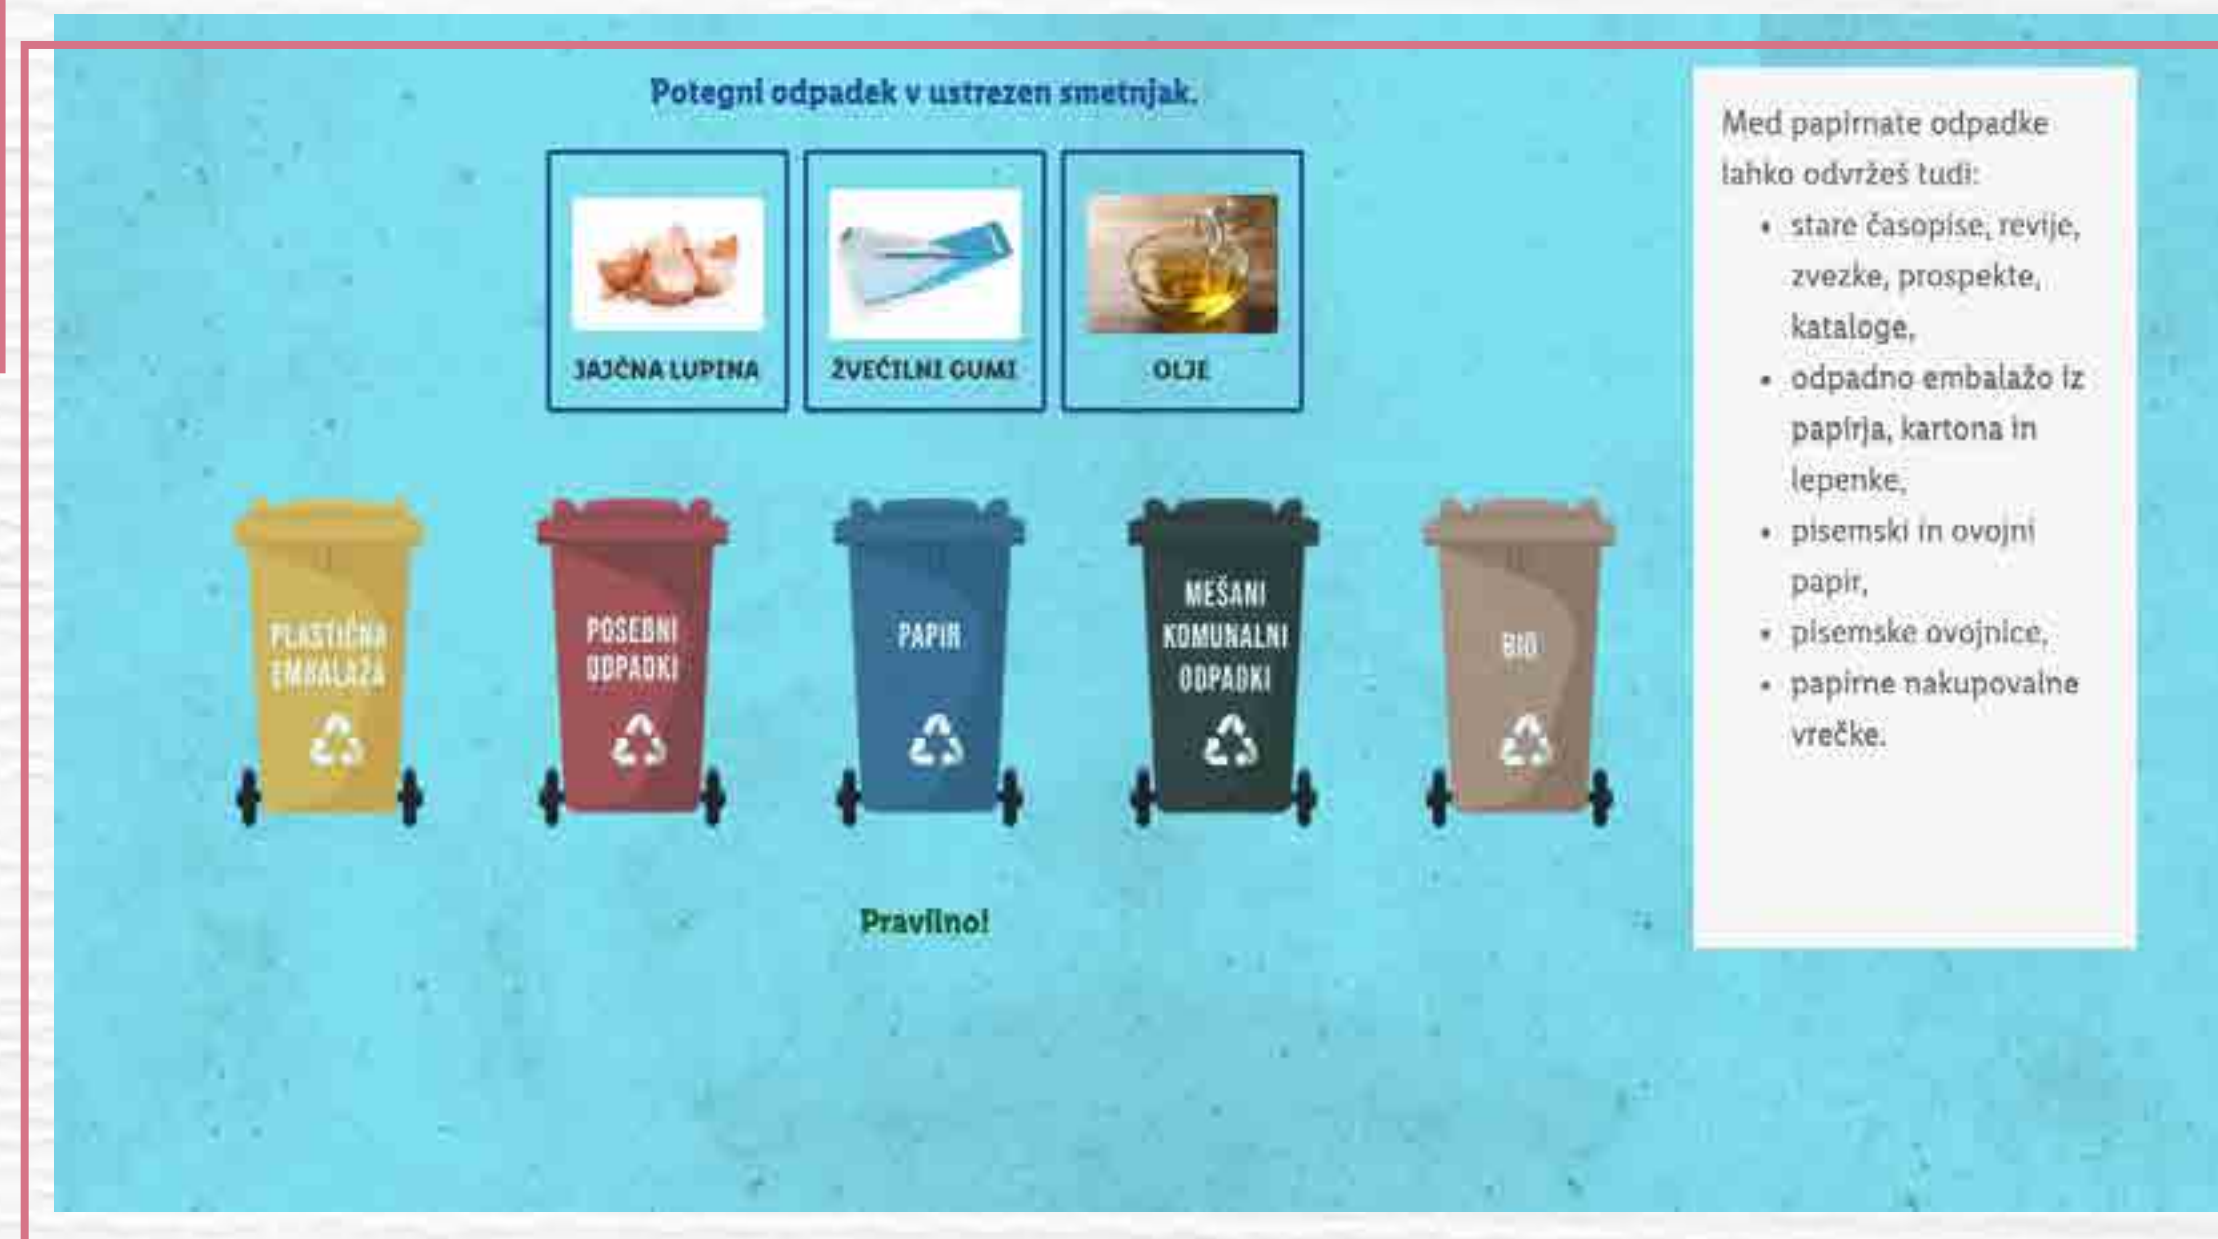 Potegni odpadek v ustrezen smetnjak.
JAJČNA LUPINA
ŽVEČILNI GUMI
OLJE
PLASTIČNA
EMBALAŽA
POSEBNI
ODPADKI
PAPIR
MEŠANI
KOMUNALNI
ODPADKI
BIO
Pravilno!
Med papirnate odpadke
lahko odvržeš tudi:
• stare časopise, revije,
zvezke, prospekte,
kataloge,
• odpadno embalažo iz
papirja, kartona in
lepenke,
• pisemski in ovojni
papir,
• pisemske ovojnice,
• papirne nakupovalne
vrečke.